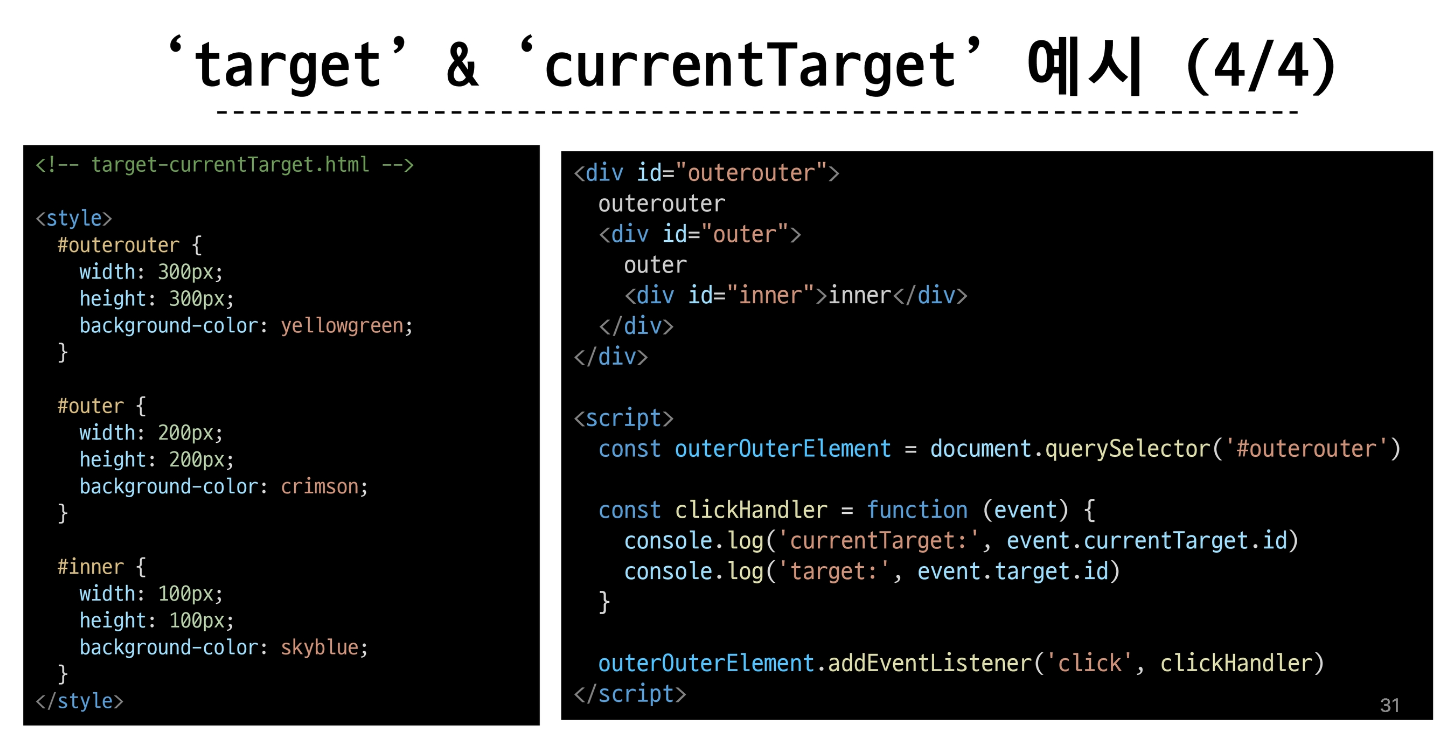 ‘target’ & ‘currentTarget’ 예시 (4/4)
<!-- target-currentTarget.html -->
<style>
#outerouter {
width: 300px;
height: 300px;
background-color: yellowgreen;
}
#outer {
width: 200px;
height: 200px;
background-color: crimson;
}
#inner {
width: 100px;
height: 100px;
background-color: skyblue;
}
</style>
<div id="outerouter">
outerouter
<div id="outer">
outer
<div id="inner">inner</div>
</div>
</div>
<script>
const outerOuterElement = document.querySelector('#outerouter')
const clickHandler = function (event) {
console.log('currentTarget:', event.currentTarget.id)
console.log('target:', event.target.id)
}
outerOuterElement.addEventListener('click', clickHandler)
</script>
31